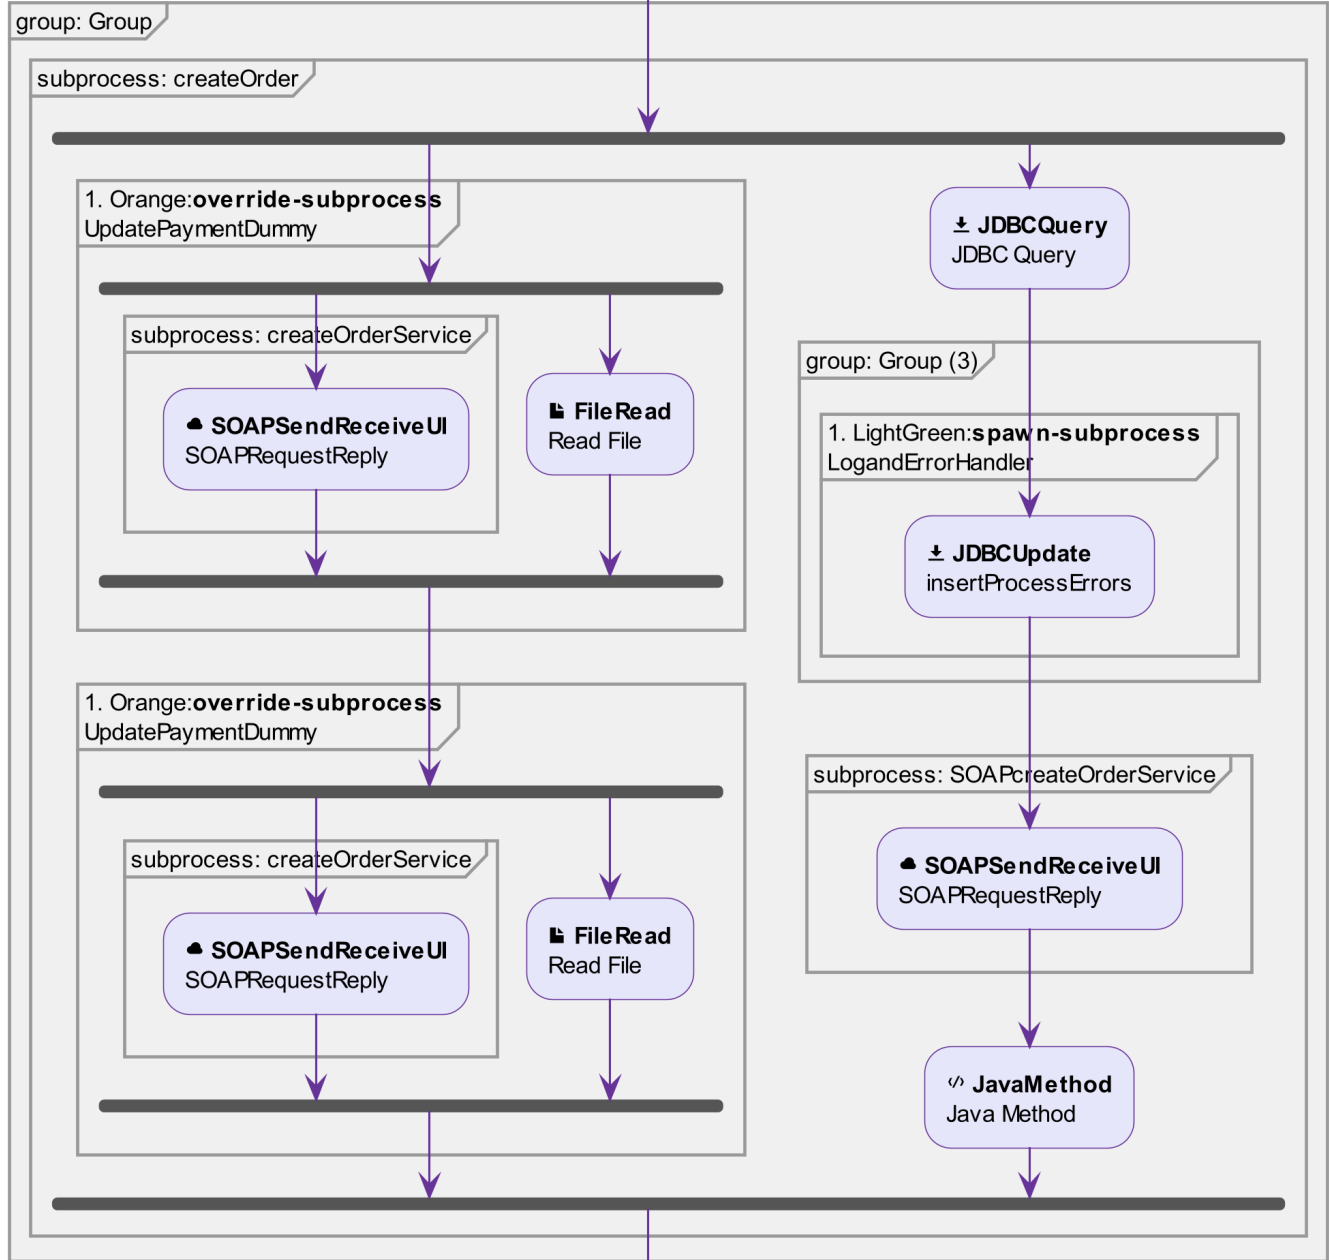 group: Group
subprocess: createOrder
1. Orange:override-subprocess
UpdatePaymentDummy
subprocess: createOrderService
SOAPSendReceiveUI
SOAPRequestReply
FileRead
Read File
1. Orange:override-subprocess
UpdatePaymentDummy
subprocess: createOrderService
SOAPSendReceiveUI
SOAPRequestReply
FileRead
Read File
JDBCQuery
JDBC Query
group: Group (3)
1. LightGreen:spawn-subprocess
LogandErrorHandler
JDBCUpdate
insertProcessErrors
subprocess: SOAPcreateOrderService
SOAPSendReceiveUI
SOAPRequestReply
JavaMethod
Java Method